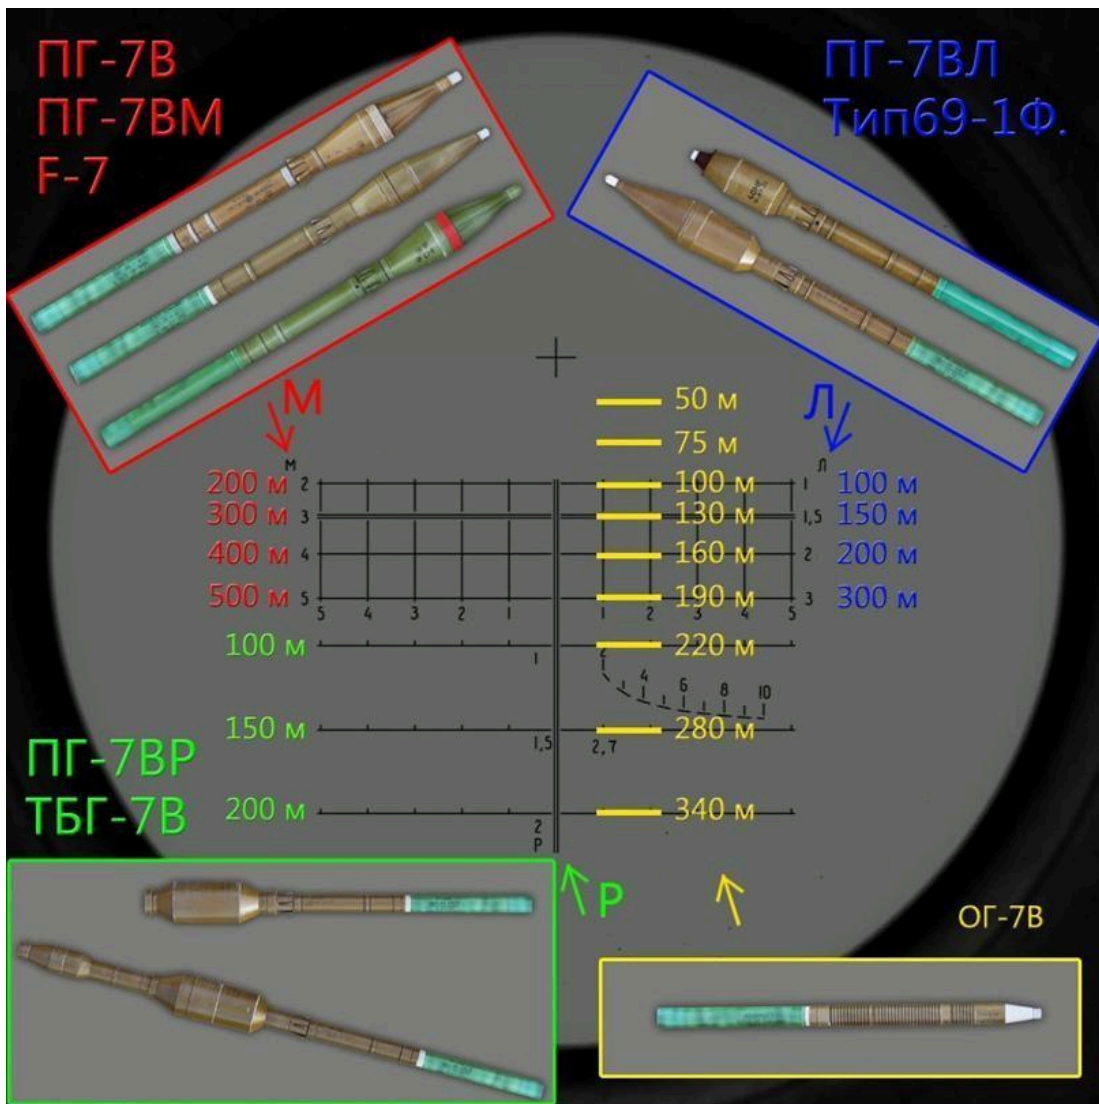 ПГ-7В
ПГ-7ВМ
F-7
ПГ-7ВЛ
Тип69-1Ф.
М
Л
50 м
75 м
м
л
200 м 2 100 м 1 100 м
300 м 3 130 м 1,5 150 м
400 м 4 160 м 2 200 м
500 м 5 190 м 3 300 м
5 4 3 2 1 1 2 3 4 5
100 м 220 м
1 2 4 6 8 10
150 м 280 м
1,5 2,7
ПГ-7ВР
ТБГ-7В
200 м 340 м
2
Р
Р
ОГ-7В